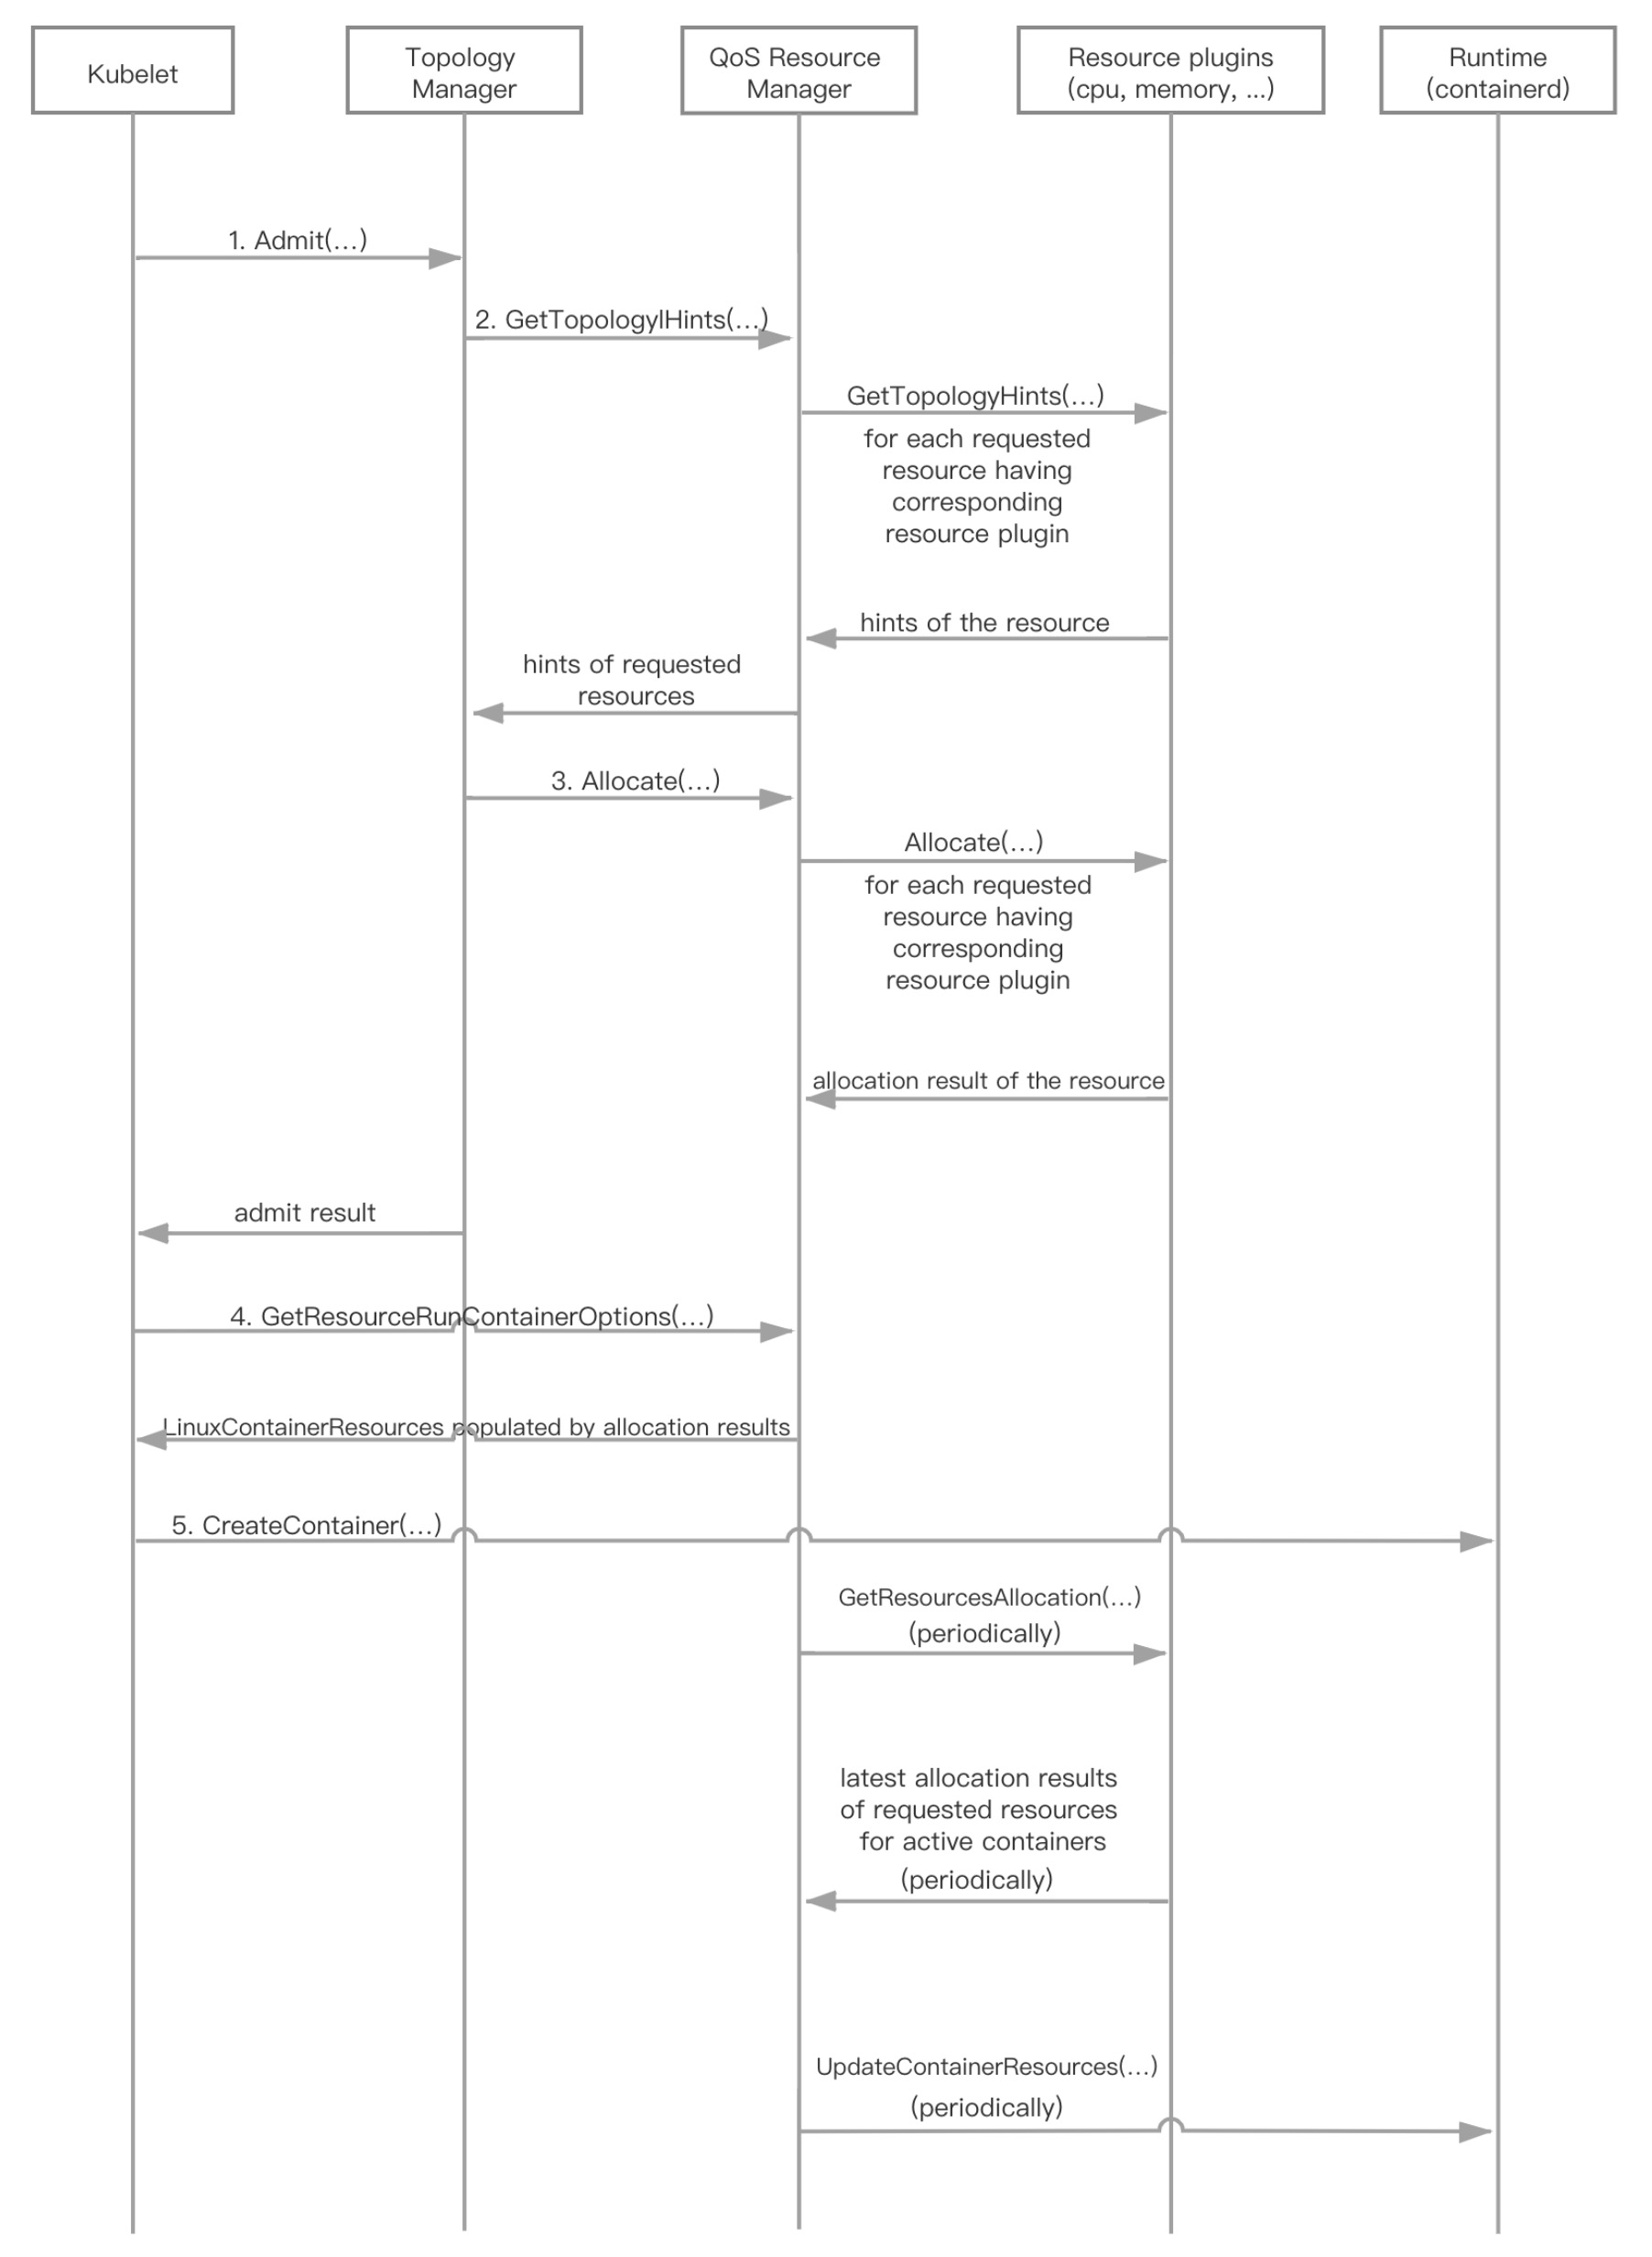 Kubelet
Topology
Manager
QoS Resource
Manager
Resource plugins
(cpu, memory, ...)
Runtime
(containerd)
1. Admit(...)
2. GetTopologylHints(...)
GetTopologyHints(...)
for each requested
resource having
corresponding
resource plugin
hints of the resource
hints of requested
resources
3. Allocate(...)
Allocate(...)
for each requested
resource having
corresponding
resource plugin
allocation result of the resource
admit result
4. GetResourceRunContainerOptions(...)
LinuxContainerResources populated by allocation results
5. CreateContainer(...)
GetResourcesAllocation(...)
(periodically)
latest allocation results
of requested resources
for active containers
(periodically)
UpdateContainerResources(...)
(periodically)